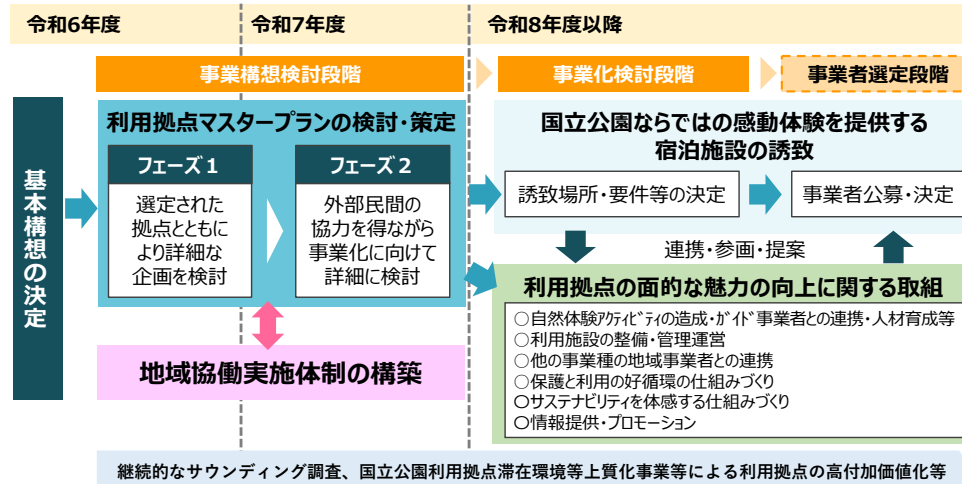 令和6年度
令和7年度
令和8年度以降
事業構想検討段階
事業化検討段階
事業者選定段階
基本構想の決定
利用拠点マスタープランの検討・策定
フェーズ1
選定された
拠点とともに
より詳細な
企画を検討
フェーズ2
外部民間の
協力を得ながら
事業化に向けて
詳細に検討
地域協働実施体制の構築
国立公園ならではの感動体験を提供する
宿泊施設の誘致
誘致場所・要件等の決定
事業者公募・決定
連携・参画・提案
利用拠点の面的な魅力の向上に関する取組
○自然体験ｱｸﾃｨﾋﾞﾃｨの造成・ｶﾞｲﾄﾞ事業者との連携・人材育成等
○利用施設の整備・管理運営
○他の事業種の地域事業者との連携
○保護と利用の好循環の仕組みづくり
○サステナビリティを体感する仕組みづくり
○情報提供・プロモーション
継続的なサウンディング調査、国立公園利用拠点滞在環境等上質化事業等による利用拠点の高付加価値化等